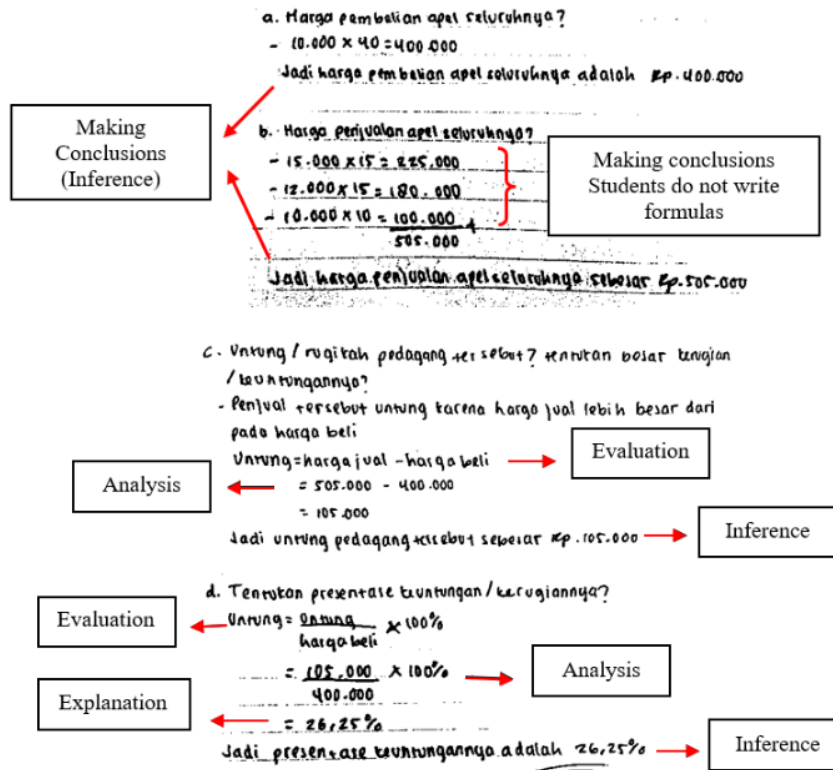 a. Harga pembelian apel seluruhnya?
- 10.000 x 40 = 400.000
Jadi harga pembelian apel seluruhnya adalah Rp. 400.000
Making
Conclusions
(Inference)
b. Harga penjualan apel seluruhnya?
- 15.000 x 15 = 225.000
- 12.000 x 15 = 180.000
- 10.000 x 10 = 100.000 +
505.000
Making conclusions
Students do not write
formulas
Jadi harga penjualan apel seluruhnya sebesar Rp. 505.000
c. Untung / rugikah pedagang tersebut? tentukan besar kerugian
/ keuntungannya?
- Penjual tersebut untung karena harga jual lebih besar dari
pada harga beli
Untung = harga jual - harga beli
Evaluation
Analysis
= 505.000 - 400.000
= 105.000
Jadi untung pedagang tersebut sebesar Rp. 105.000
Inference
d. Tentukan presentase keuntungan / kerugiannya?
Evaluation
Untung = untung x 100%
harga beli
= 105.000 x 100%
400.000
Analysis
Explanation
= 26,25%
Jadi presentase keuntungannya adalah 26,25%
Inference